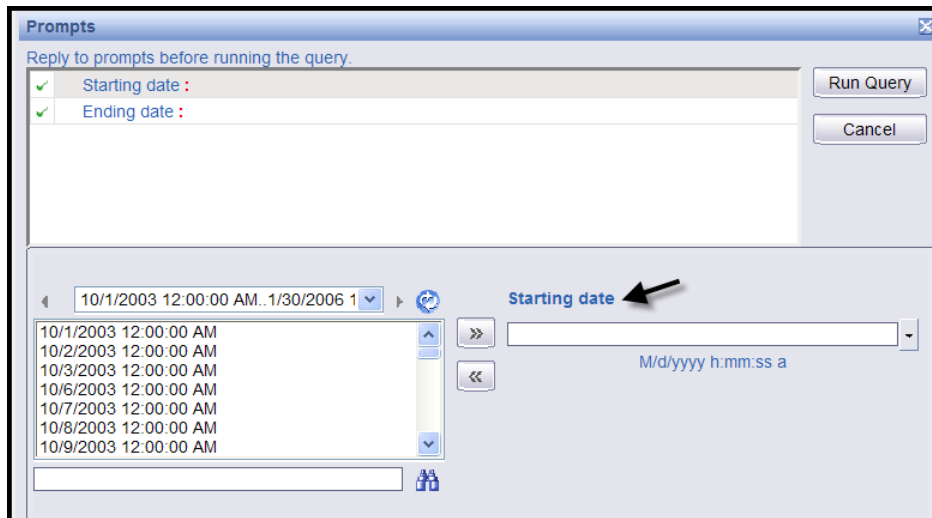 Prompts
Reply to prompts before running the query.
Starting date :
Ending date :
Run Query
Cancel
10/1/2003 12:00:00 AM..1/30/2006 1
10/1/2003 12:00:00 AM
10/2/2003 12:00:00 AM
10/3/2003 12:00:00 AM
10/6/2003 12:00:00 AM
10/7/2003 12:00:00 AM
10/8/2003 12:00:00 AM
10/9/2003 12:00:00 AM
Starting date
M/d/yyyy h:mm:ss a